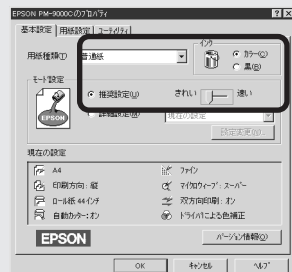 EPSON PM-9000Cのプロパティ
基本設定 用紙設定 ユーティリティ
用紙種類(T) 普通紙
インク
カラー(C)
黒(B)
モード設定
推奨設定(U) きれい 速い
詳細設定(M) 現在の設定
設定変更(N)...
EPSON
現在の設定
A4 ファイン
印刷方向: 縦 マイクロウィーブ: スーパー
ロール紙 44インチ 双方向印刷: オン
自動カッター: オン ドライバによる色補正
EPSON バージョン情報(O)
OK キャンセル ヘルプ